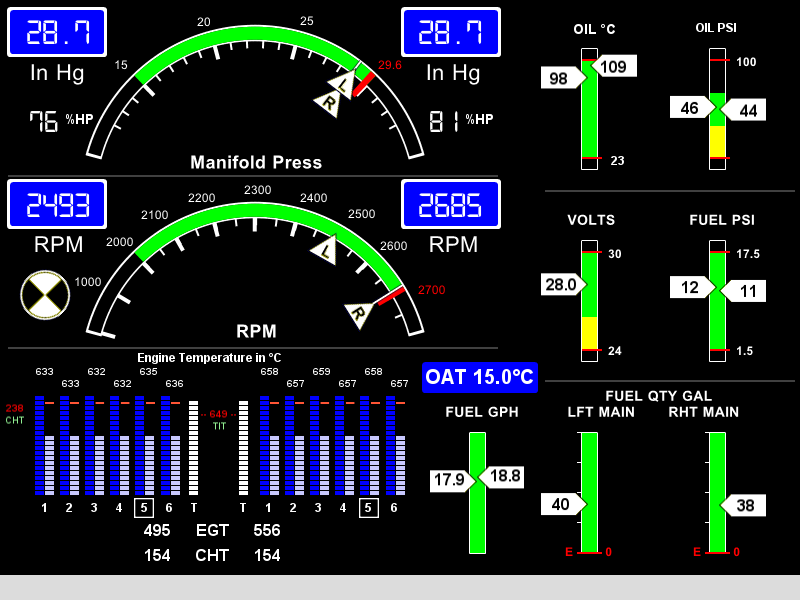 28.7
In Hg
76 %HP
15
20
25
29.6
L
R
Manifold Press
28.7
In Hg
81 %HP
2493
RPM
1000
2000
2100
2200
2300
2400
2500
2600
2700
L
R
RPM
2685
RPM
OIL °C
98
109
23
OIL PSI
100
46
44
VOLTS
30
28.0
24
FUEL PSI
17.5
12
11
1.5
Engine Temperature in °C
633 632 635 658 659 658
633 632 636 657 657 657
238
CHT
-- 649 --
TIT
1 2 3 4 5 6 T T 1 2 3 4 5 6
495 EGT 556
154 CHT 154
OAT 15.0°C
FUEL GPH
17.9
18.8
FUEL QTY GAL
LFT MAIN RHT MAIN
40
38
E 0 E 0